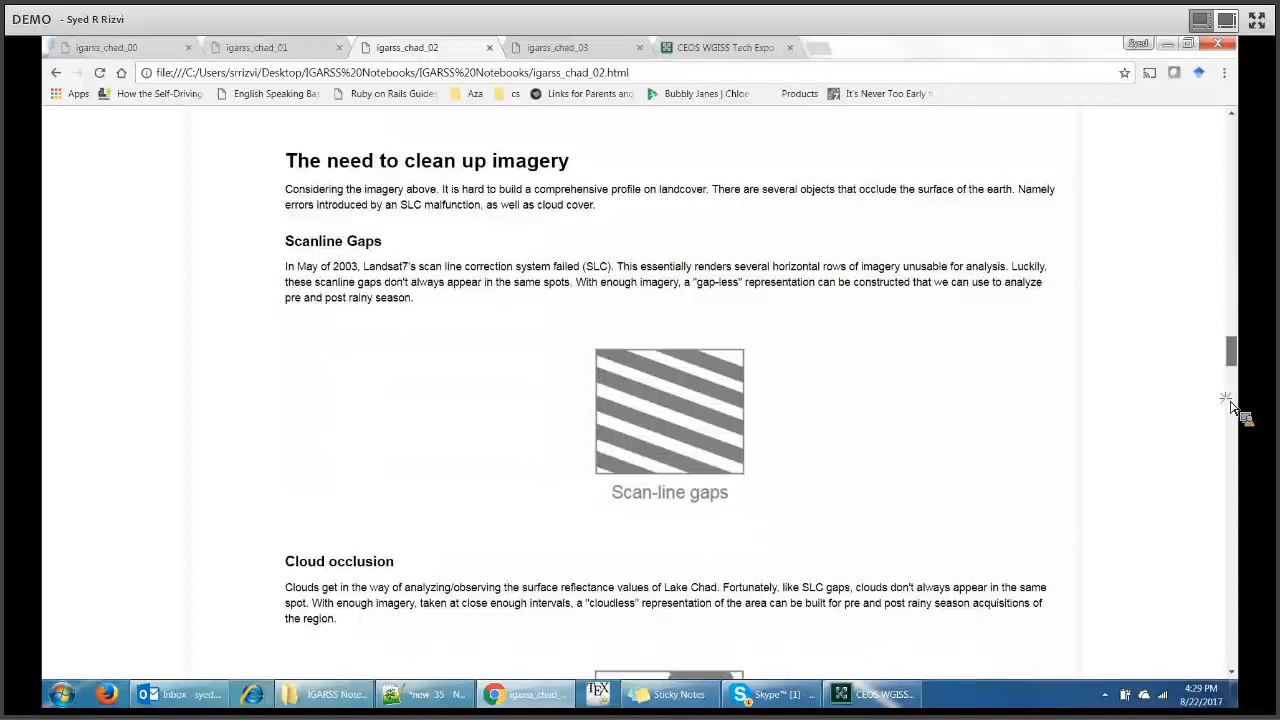 DEMO - Syed R Rizvi
igarss_chad_00
igarss_chad_01
igarss_chad_02
igarss_chad_03
CEOS WGISS Tech Expo
Syed
file:///C:/Users/srrizvi/Desktop/IGARSS%20Notebooks/IGARSS%20Notebooks/igarss_chad_02.html
Apps How the Self-Driving English Speaking Bas Ruby on Rails Guides Aza cs Links for Parents and Bubbly Janes | Chloe Products It's Never Too Early
The need to clean up imagery
Considering the imagery above. It is hard to build a comprehensive profile on landcover. There are several objects that occlude the surface of the earth. Namely
errors introduced by an SLC malfunction, as well as cloud cover.
Scanline Gaps
In May of 2003, Landsat7's scan line correction system failed (SLC). This essentially renders several horizontal rows of imagery unusable for analysis. Luckily,
these scanline gaps don't always appear in the same spots. With enough imagery, a "gap-less" representation can be constructed that we can use to analyze
pre and post rainy season.
Scan-line gaps
Cloud occlusion
Clouds get in the way of analyzing/observing the surface reflectance values of Lake Chad. Fortunately, like SLC gaps, clouds don't always appear in the same
spot. With enough imagery, taken at close enough intervals, a "cloudless" representation of the area can be built for pre and post rainy season acquisitions of
the region.
Inbox - syed... IGARSS Note... *new 35 - N... igarss_chad_... TEX Sticky Notes Skype™ [1] ... CEOS WGISS...
4:29 PM
8/22/2017